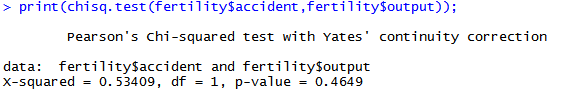 > print(chisq.test(fertility$accident,fertility$output));
Pearson's Chi-squared test with Yates' continuity correction
data:  fertility$accident and fertility$output
X-squared = 0.53409, df = 1, p-value = 0.4649